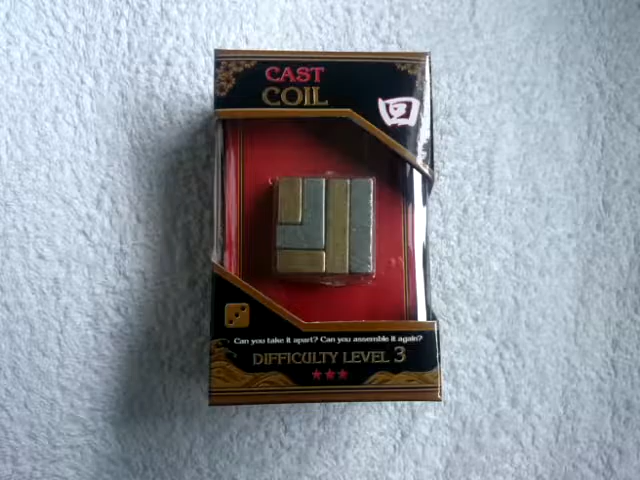 CAST
COIL
回
Can you take it apart? Can you assemble it again?
DIFFICULTY LEVEL 3